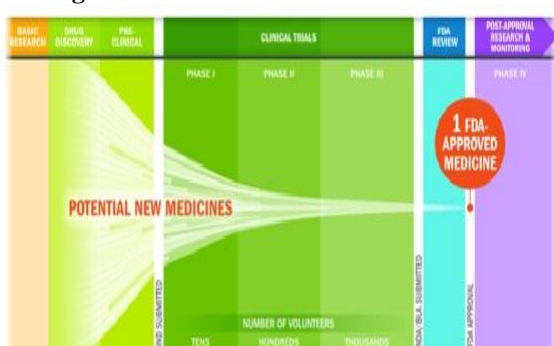 BASIC
RESEARCH
DRUG
DISCOVERY
PRE-
CLINICAL
CLINICAL TRIALS
FDA
REVIEW
POST-APPROVAL
RESEARCH &
MONITORING
PHASE I
PHASE II
PHASE III
PHASE IV
1 FDA-
APPROVED
MEDICINE
POTENTIAL NEW MEDICINES
IND SUBMITTED
NDA/BLA SUBMITTED
FDA APPROVAL
NUMBER OF VOLUNTEERS
TENS
HUNDREDS
THOUSANDS